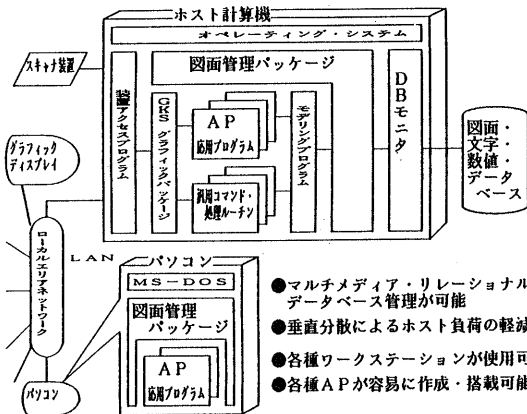 ホスト計算機
オペレーティング・システム
スキャナ装置
図面管理パッケージ
装置アクセスプログラム
GKSグラフィックパッケージ
AP
応用プログラム
汎用コマンド・
処理ルーチン
モデリングプログラム
DBモニタ
図面・
文字・
数値・
データ
ベース
グラフィック
ディスプレイ
ローカルエリアネットワーク
LAN
パソコン
パソコン
MS-DOS
図面管理
パッケージ
AP
応用プログラム
●マルチメディア・リレーショナル
データベース管理が可能
●垂直分散によるホスト負荷の軽減
●各種ワークステーションが使用可
●各種APが容易に作成・搭載可能